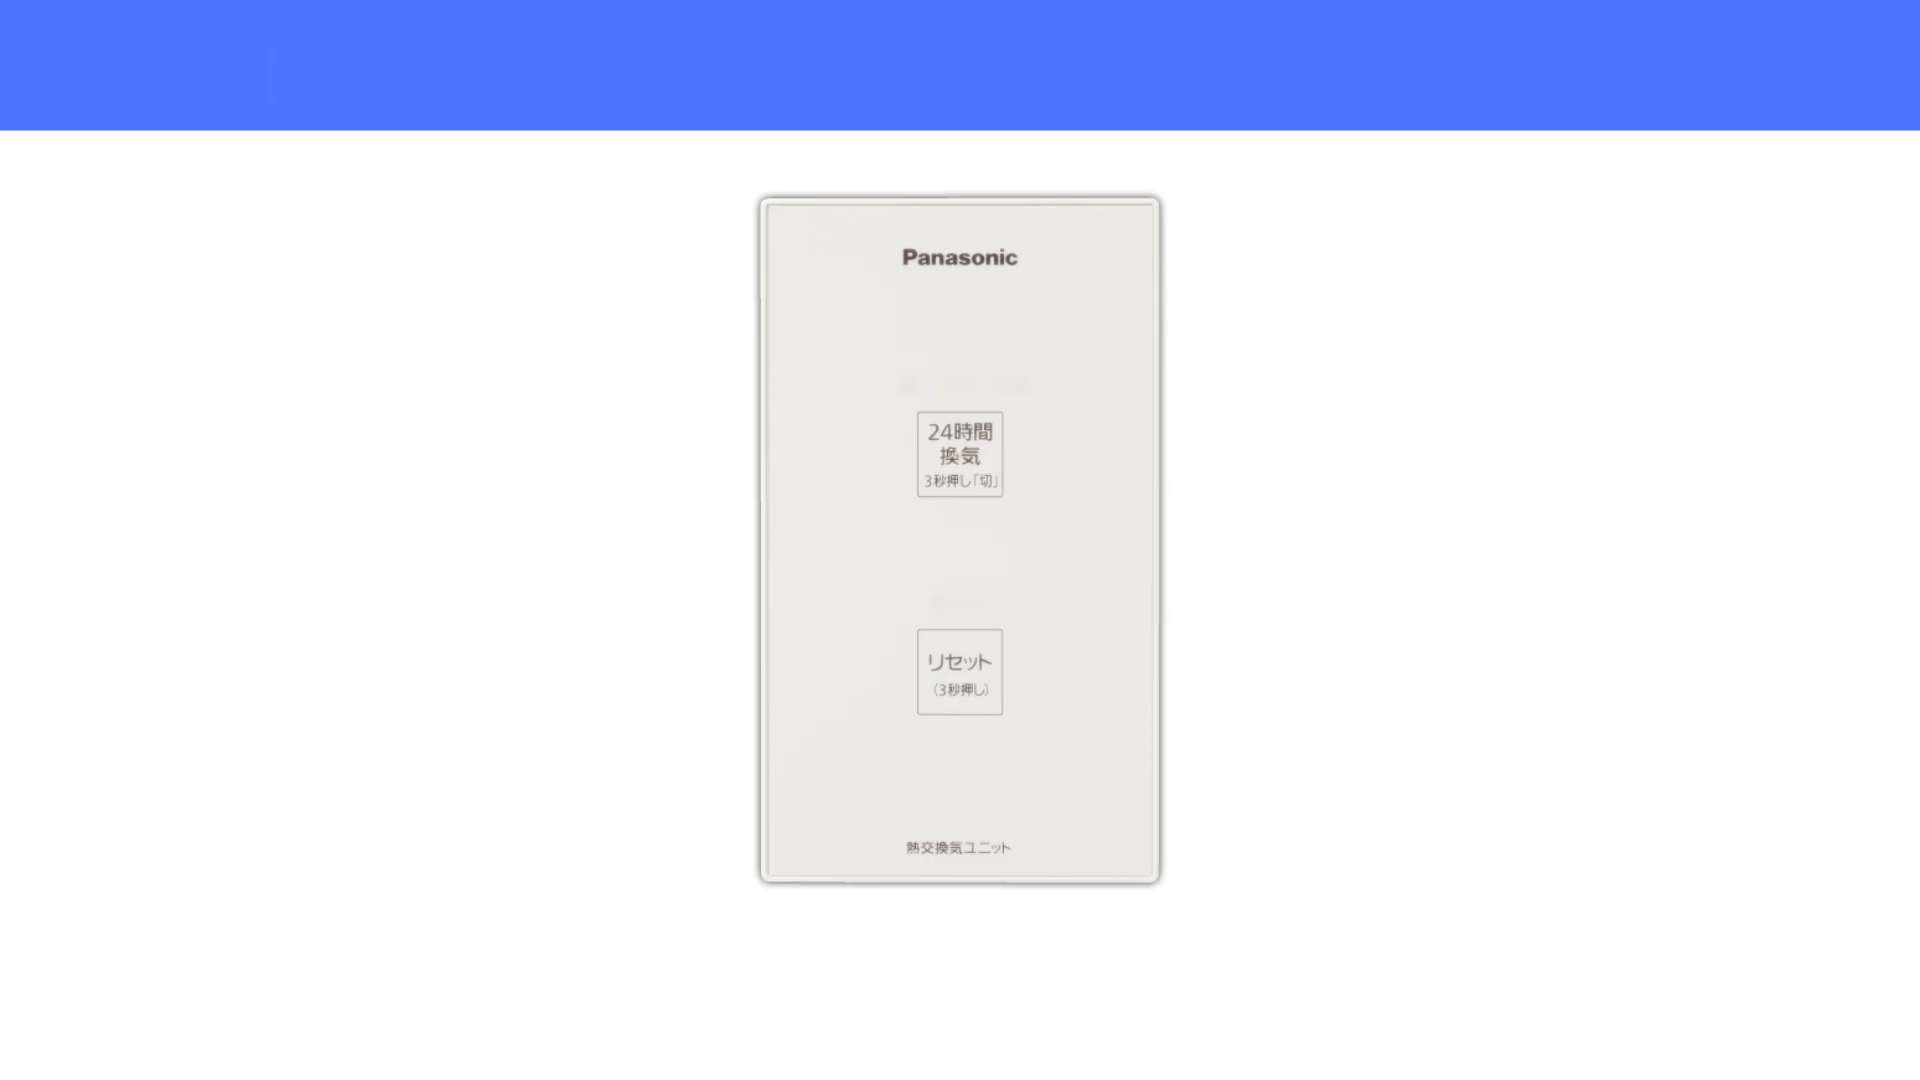 Panasonic
24時間
換気
3秒押し「切」
リセット
(3秒押し)
熱交換気ユニット